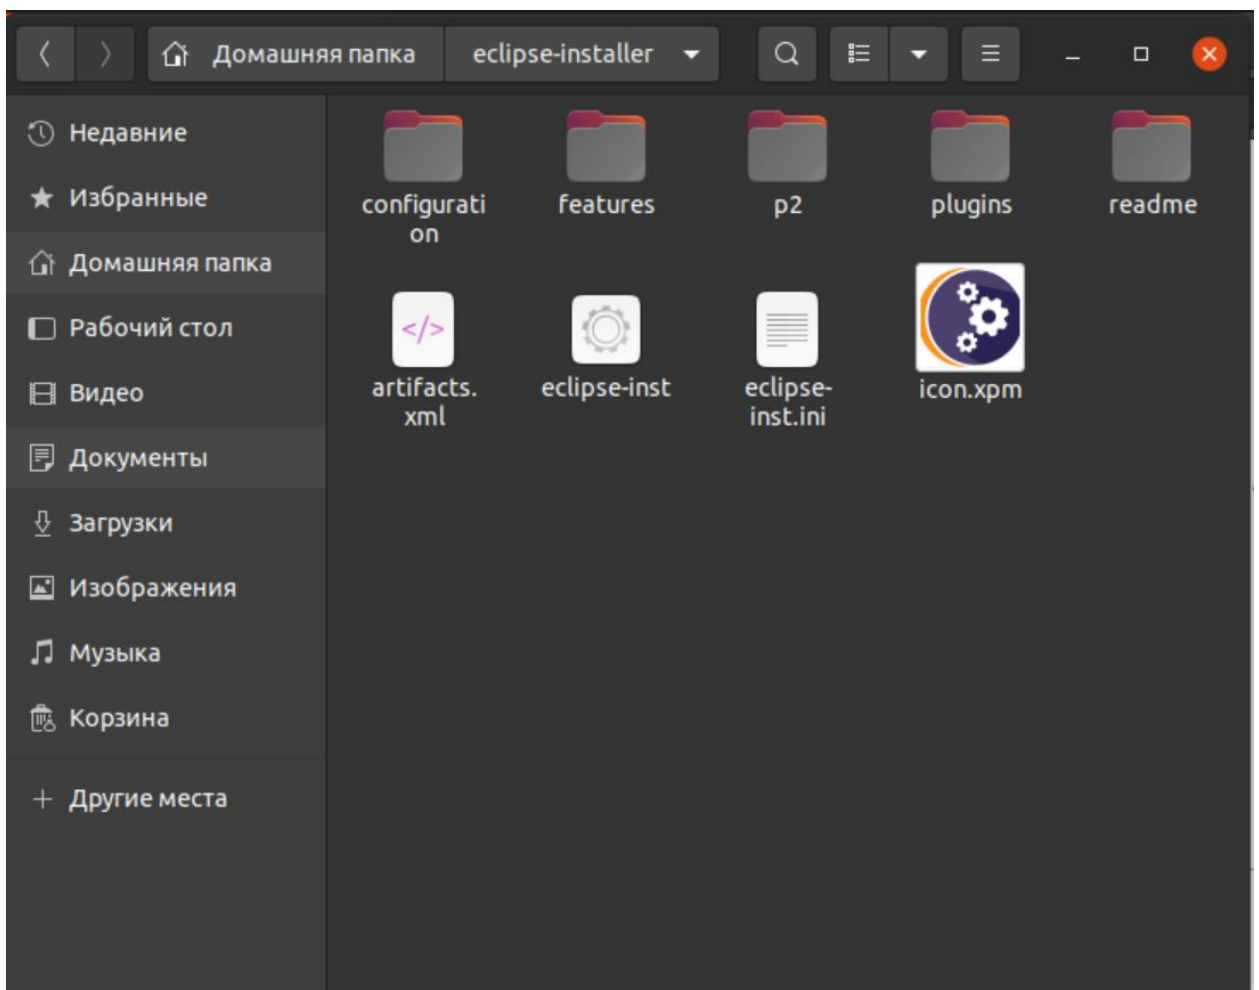 Домашняя папка eclipse-installer
Недавние
Избранные
Домашняя папка
Рабочий стол
Видео
Документы
Загрузки
Изображения
Музыка
Корзина
Другие места
configurati
on
features
p2
plugins
readme
artifacts.
xml
eclipse-inst
eclipse-
inst.ini
icon.xpm